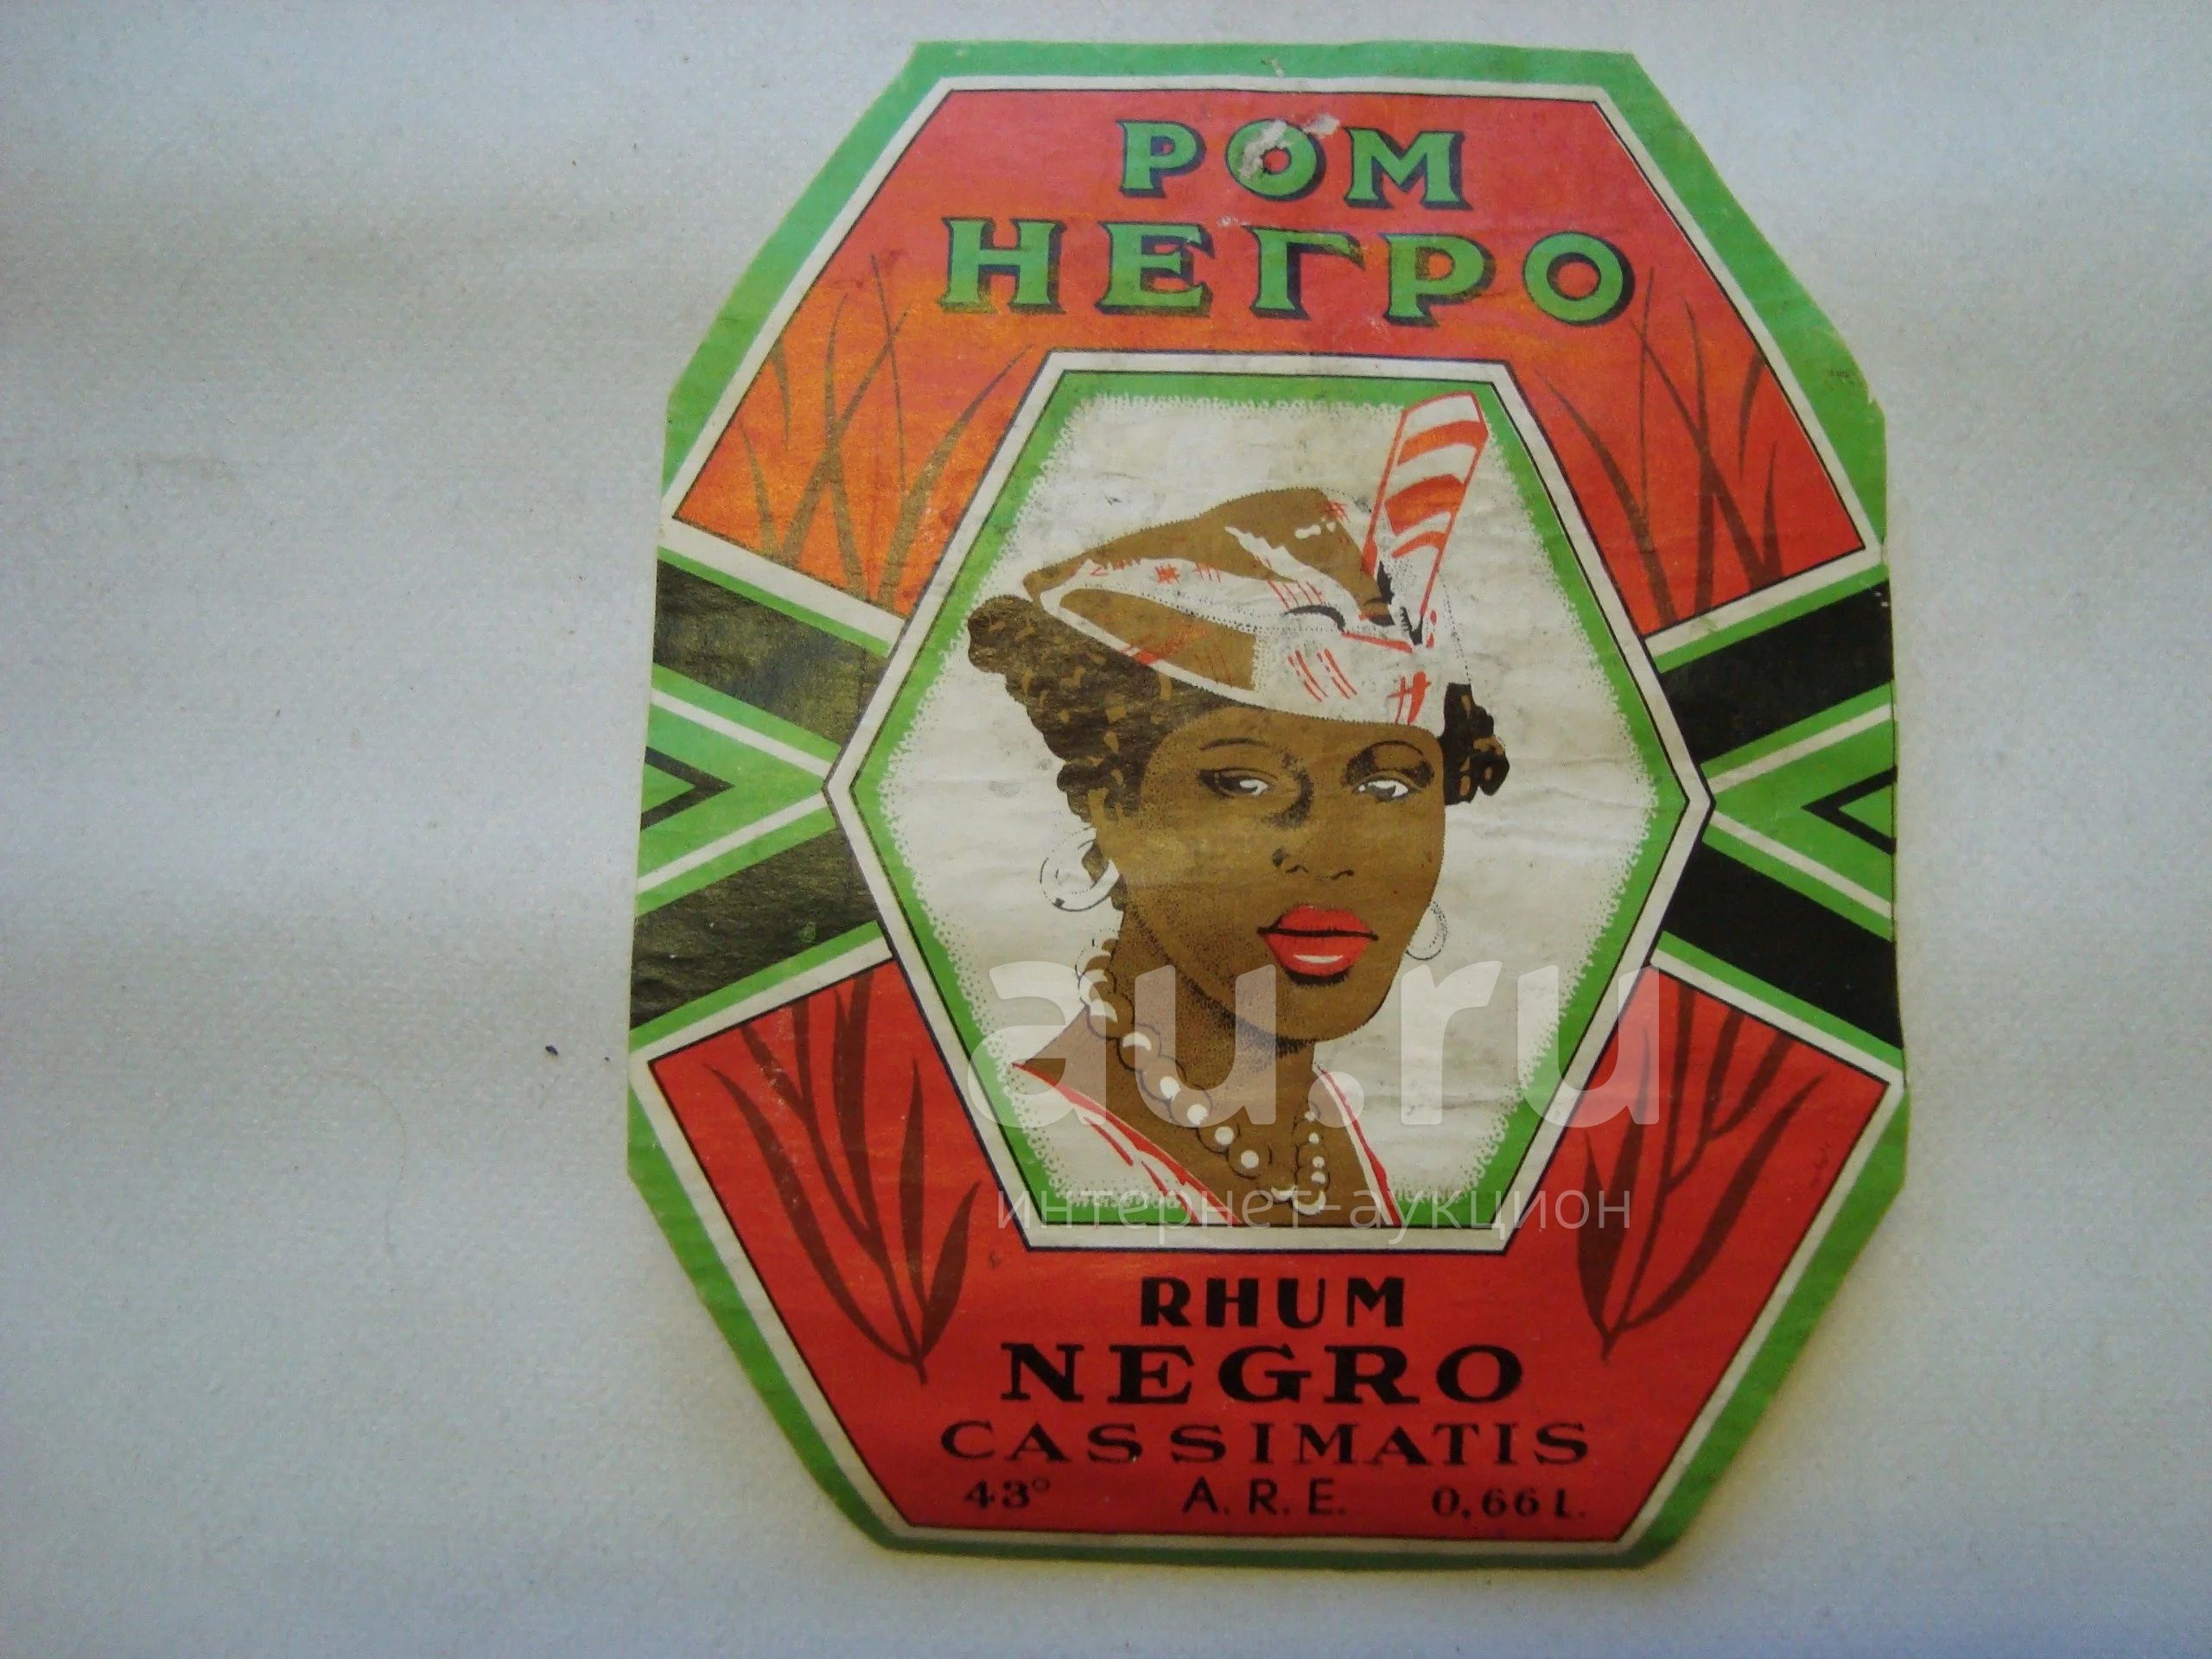 РОМ
НЕГРО
au.ru
интернет-аукцион
RHUM
NEGRO
CASSIMATIS
43° A.R.E. 0,66 L.